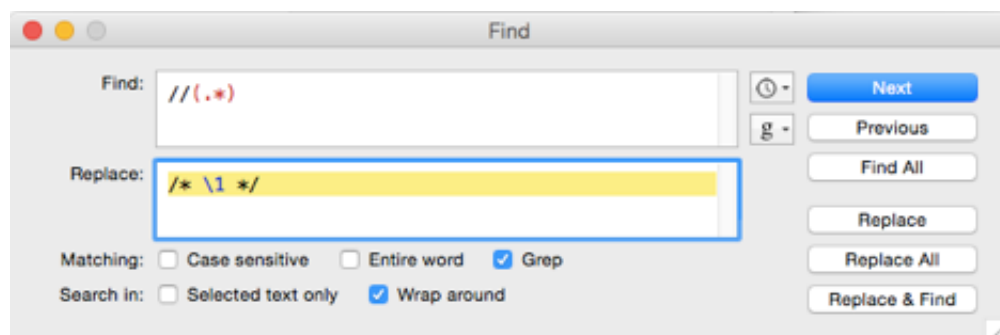 Find
Find:
//(.*)
g
Next
Previous
Find All
Replace:
/* \1 */
Replace
Replace All
Replace & Find
Matching: Case sensitive Entire word Grep
Search in: Selected text only Wrap around